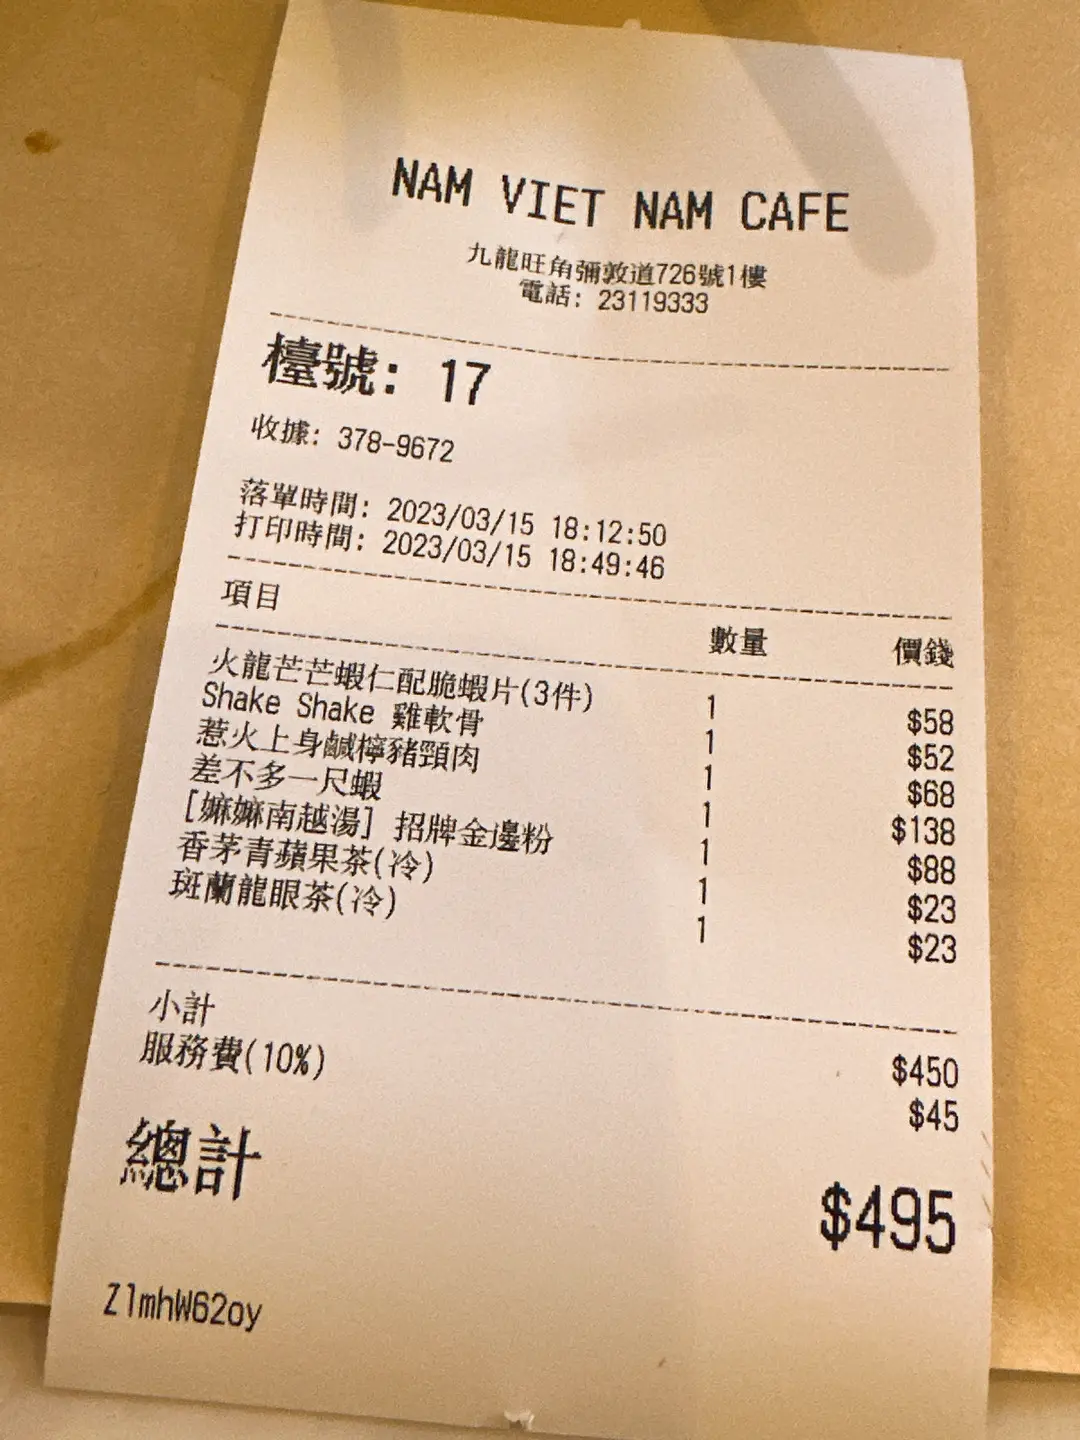 NAM VIET NAM CAFE
九龍旺角彌敦道726號1樓
電話: 23119333
檯號: 17
收據: 378-9672
落單時間: 2023/03/15 18:12:50
打印時間: 2023/03/15 18:49:46
項目 數量 價錢
火龍芒芒蝦仁配脆蝦片(3件) 1 $58
Shake Shake 雞軟骨 1 $52
惹火上身鹹檸豬頸肉 1 $68
差不多一尺蝦 1 $138
[嫲嫲南越湯] 招牌金邊粉 1 $88
香茅青蘋果茶(冷) 1 $23
斑蘭龍眼茶(冷) 1 $23
小計 $450
服務費(10%) $45
總計 $495
ZlmhW62oy